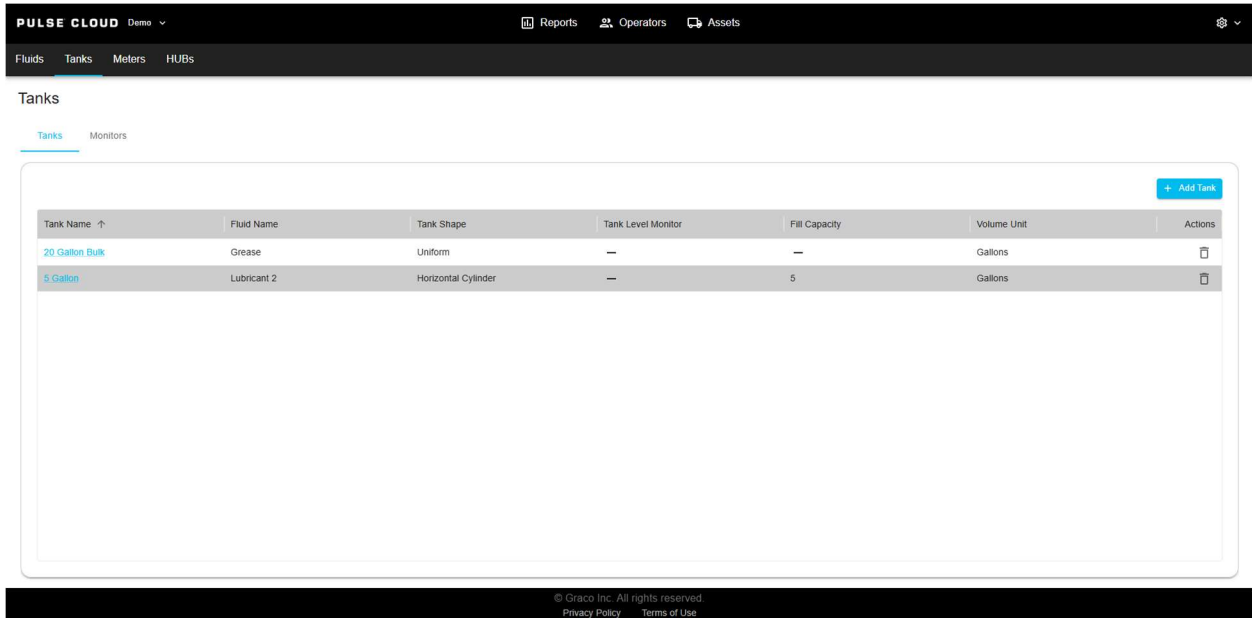 PULSE CLOUD Demo Reports Operators Assets
Fluids Tanks Meters HUBs
Tanks
Tanks Monitors
+ Add Tank
Tank Name ↑ Fluid Name Tank Shape Tank Level Monitor Fill Capacity Volume Unit Actions
20 Gallon Bulk Grease Uniform — — Gallons
5 Gallon Lubricant 2 Horizontal Cylinder — 5 Gallons
© Graco Inc. All rights reserved.
Privacy Policy Terms of Use